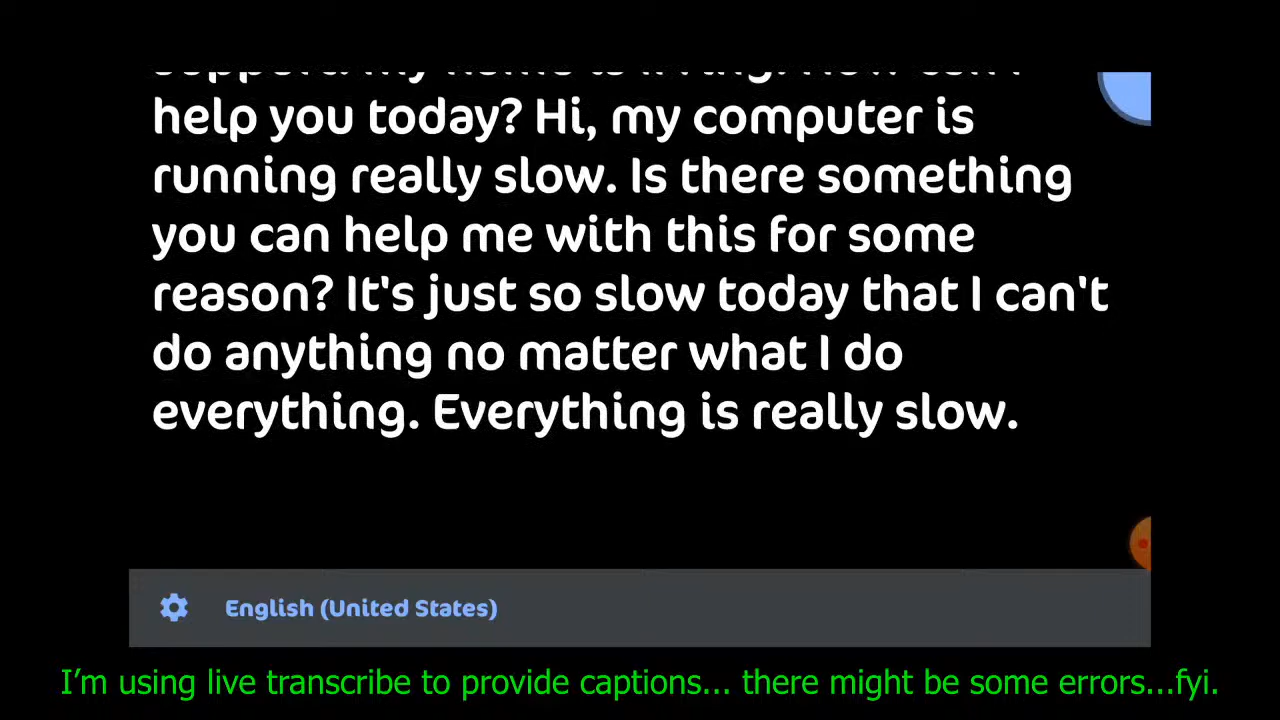 help you today? Hi, my computer is
running really slow. Is there something
you can help me with this for some
reason? It's just so slow today that I can't
do anything no matter what I do
everything. Everything is really slow.
English (United States)
I'm using live transcribe to provide captions... there might be some errors...fyi.